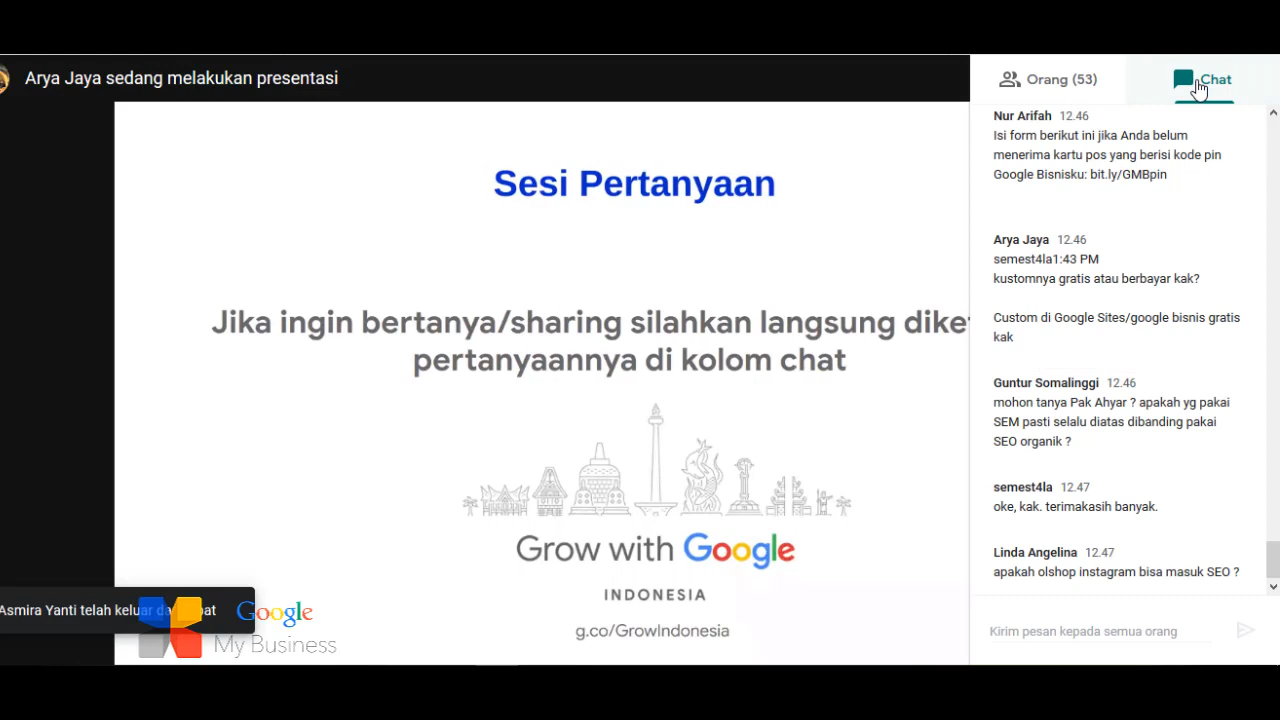 Arya Jaya sedang melakukan presentasi
Sesi Pertanyaan
Jika ingin bertanya/sharing silahkan langsung
pertanyaannya di kolom chat
Grow with Google
INDONESIA
g.co/GrowIndonesia
Asmira Yanti telah keluar
Google
My Business
Orang (53)
Chat
Nur Arifah 12.46
Isi form berikut ini jika Anda belum
menerima kartu pos yang berisi kode pin
Google Bisnisku: bit.ly/GMBpin
Arya Jaya 12.46
semest4la1:43 PM
kustomnya gratis atau berbayar kak?
Custom di Google Sites/google bisnis gratis
kak
Guntur Somalinggi 12.46
mohon tanya Pak Ahyar ? apakah yg pakai
SEM pasti selalu diatas dibanding pakai
SEO organik ?
semest4la 12.47
oke, kak. terimakasih banyak.
Linda Angelina 12.47
apakah olshop instagram bisa masuk SEO ?
Kirim pesan kepada semua orang